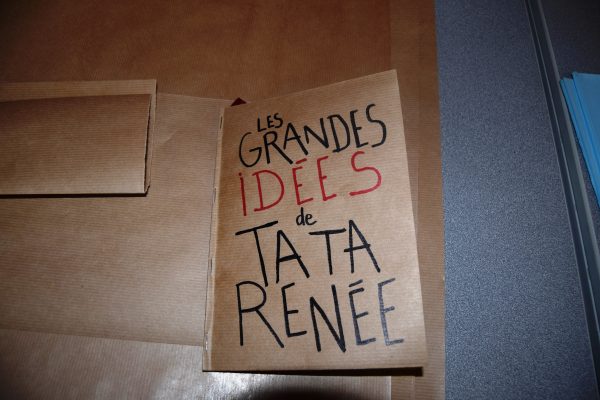 LES
GRANDES
IDÉES
de
TATA
RENÉE